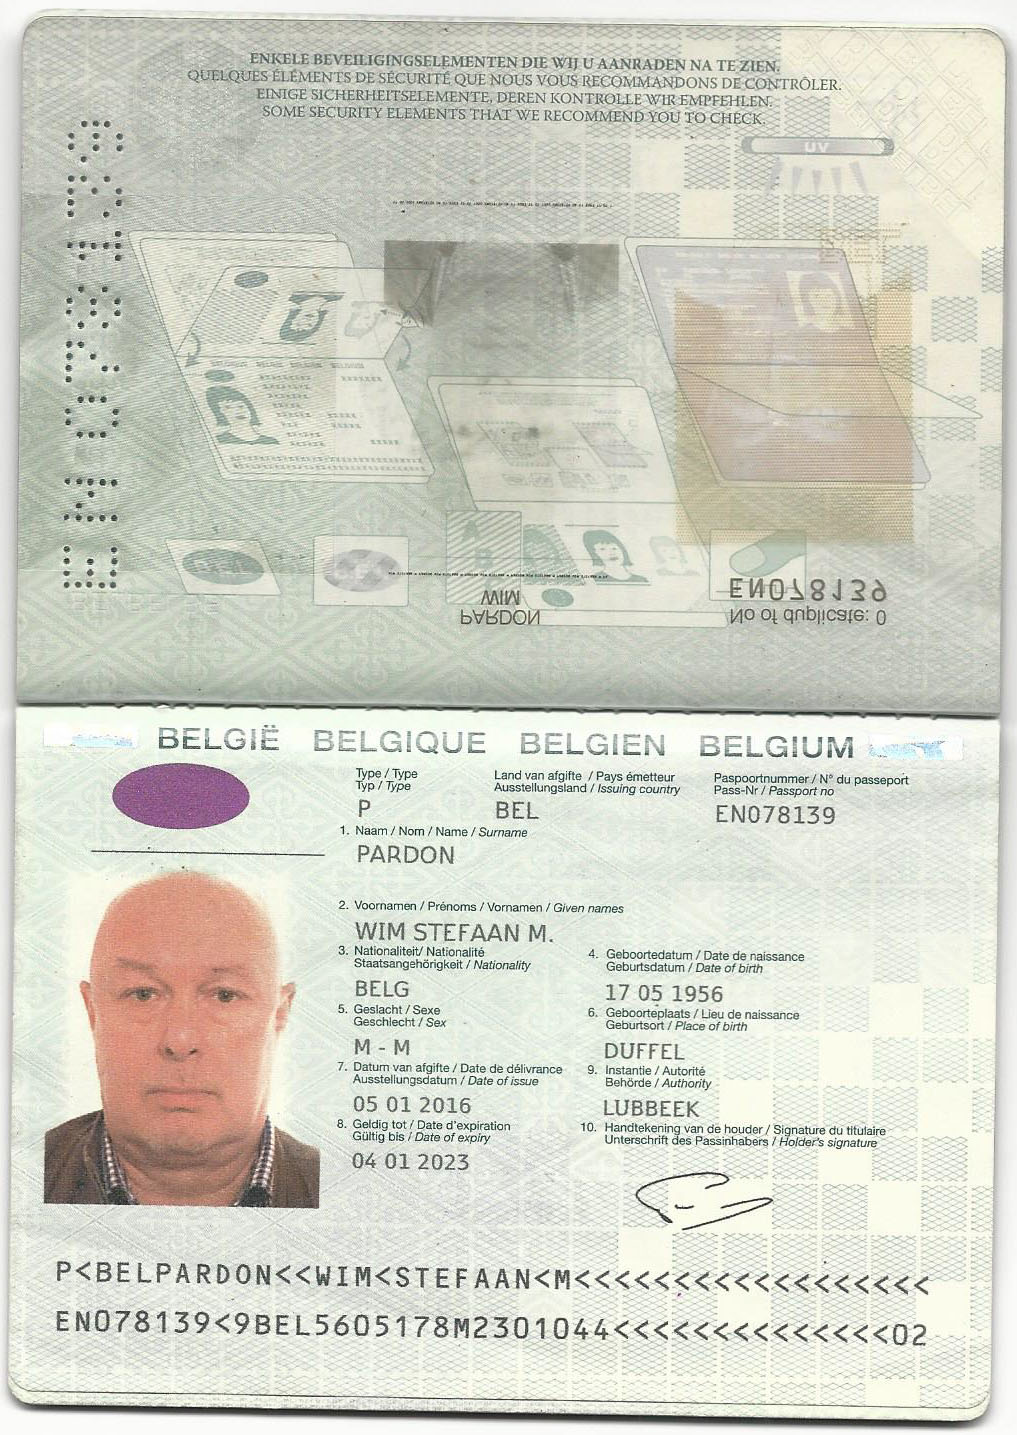 ENKELE BEVEILIGINGSELEMENTEN DIE WIJ U AANRADEN NA TE ZIEN.
QUELQUES ÉLÉMENTS DE SÉCURITÉ QUE NOUS VOUS RECOMMANDONS DE CONTRÔLER.
EINIGE SICHERHEITSELEMENTE, DEREN KONTROLLE WIR EMPFEHLEN.
SOME SECURITY ELEMENTS THAT WE RECOMMEND YOU TO CHECK.
UV
EN078139
EN078139
No of duplicate: 0
WIM
PARDON
BELGIË BELGIQUE BELGIEN BELGIUM
Type / Type
Typ / Type
P
Land van afgifte / Pays émetteur
Ausstellungsland / Issuing country
BEL
Paspoortnummer / N° du passeport
Pass-Nr / Passport no
EN078139
1. Naam / Nom / Name / Surname
PARDON
2. Voornamen / Prénoms / Vornamen / Given names
WIM STEFAAN M.
3. Nationaliteit/ Nationalité
Staatsangehörigkeit / Nationality
BELG
4. Geboortedatum / Date de naissance
Geburtsdatum / Date of birth
17 05 1956
5. Geslacht / Sexe
Geschlecht / Sex
M - M
6. Geboorteplaats / Lieu de naissance
Geburtsort / Place of birth
DUFFEL
7. Datum van afgifte / Date de délivrance
Ausstellungsdatum / Date of issue
05 01 2016
9. Instantie / Autorité
Behörde / Authority
LUBBEEK
8. Geldig tot / Date d'expiration
Gültig bis / Date of expiry
04 01 2023
10. Handtekening van de houder / Signature du titulaire
Unterschrift des Passinhabers / Holder's signature
P<BELPARDON<<WIM<STEFAAN<M<<<<<<<<<<<<<<<<<<
EN078139<9BEL5605178M2301044<<<<<<<<<<<<<<02